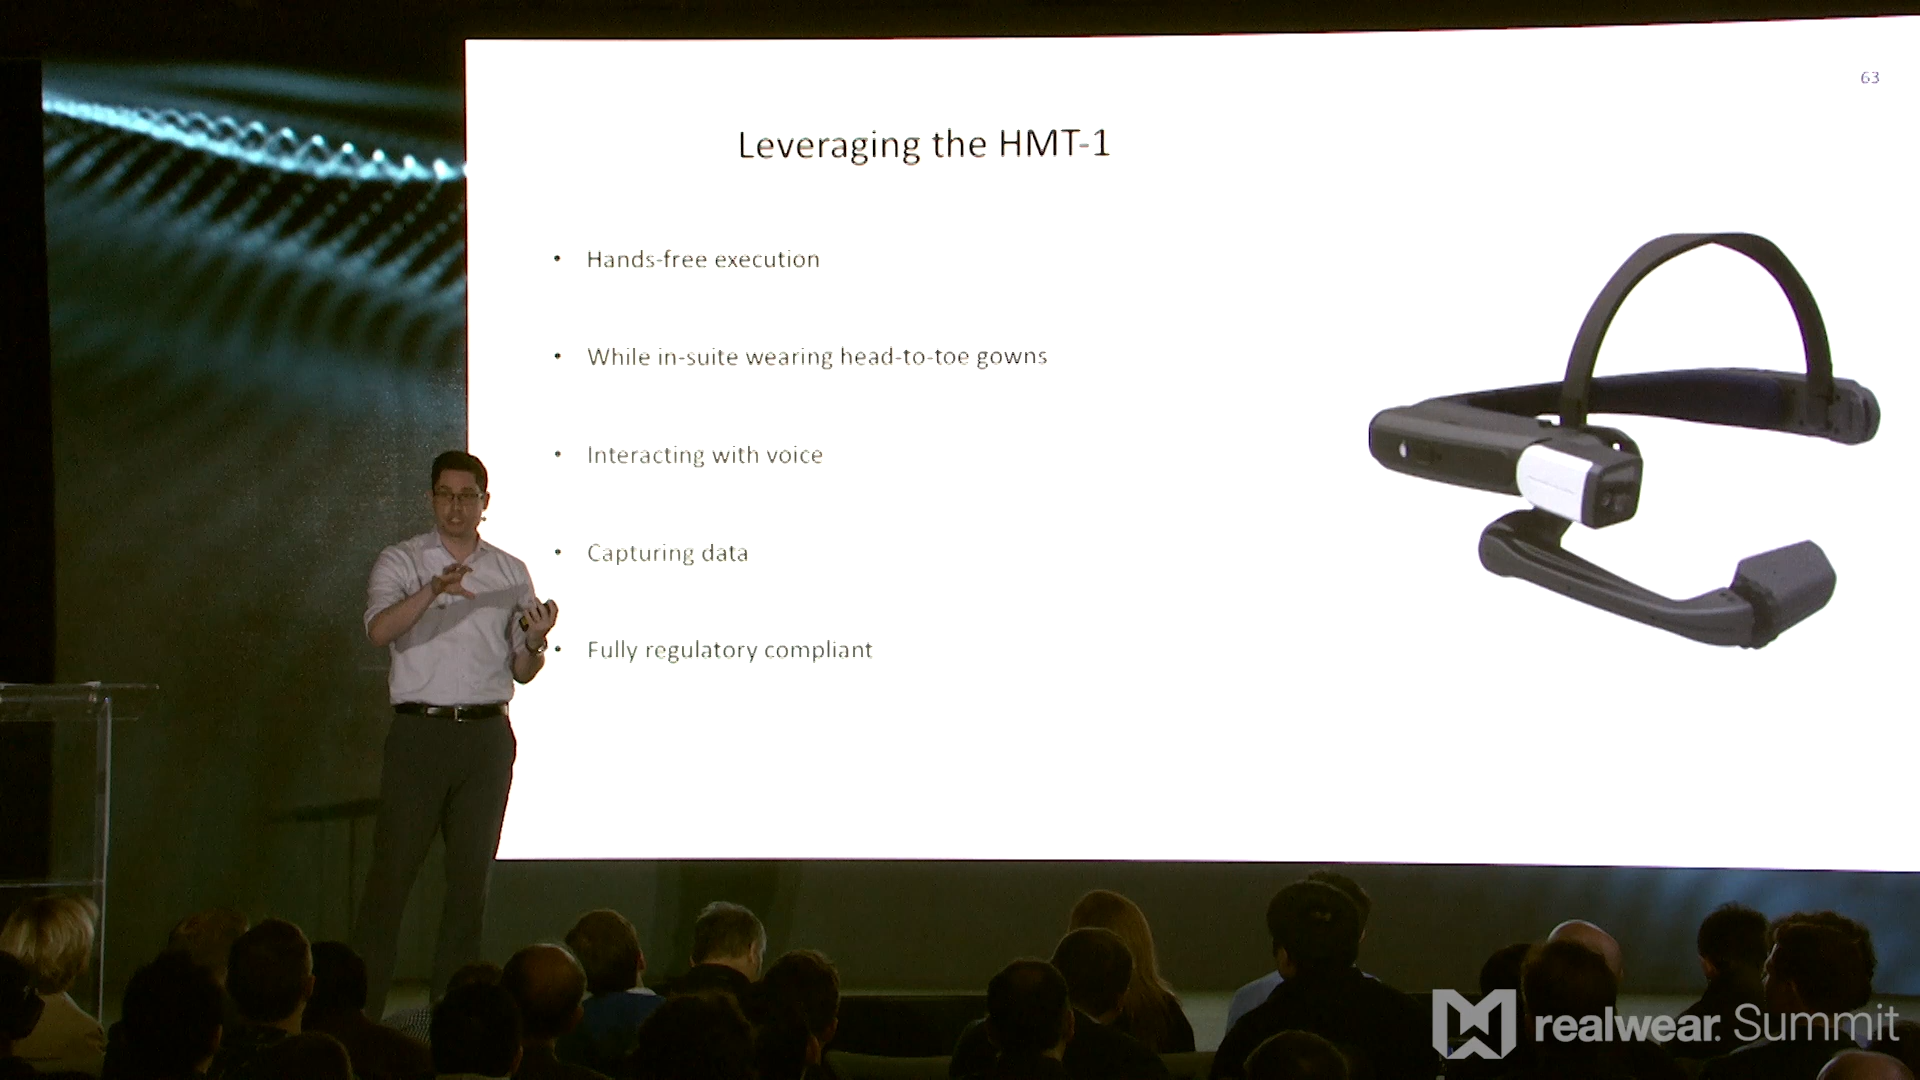 63
Leveraging the HMT-1
• Hands-free execution
• While in-suite wearing head-to-toe gowns
• Interacting with voice
• Capturing data
• Fully regulatory compliant
realwear. Summit